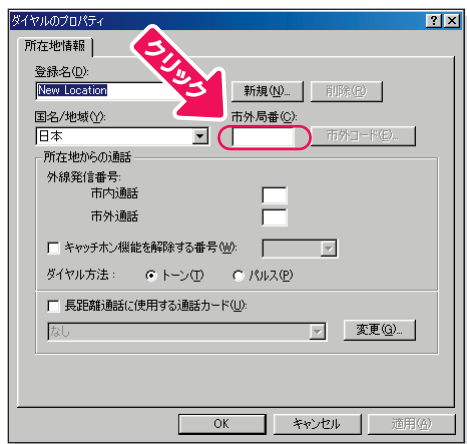 ダイヤルのプロパティ
所在地情報
クリック
登録名(D):
New Location
新規(N)...
削除(R)
国名/地域(Y):
市外局番(C):
日本
市外コード(E)...
所在地からの通話
外線発信番号:
市内通話
市外通話
キャッチホン機能を解除する番号(W):
ダイヤル方法:
トーン(T)
パルス(P)
長距離通話に使用する通話カード(U):
なし
変更(G)...
OK
キャンセル
適用(A)